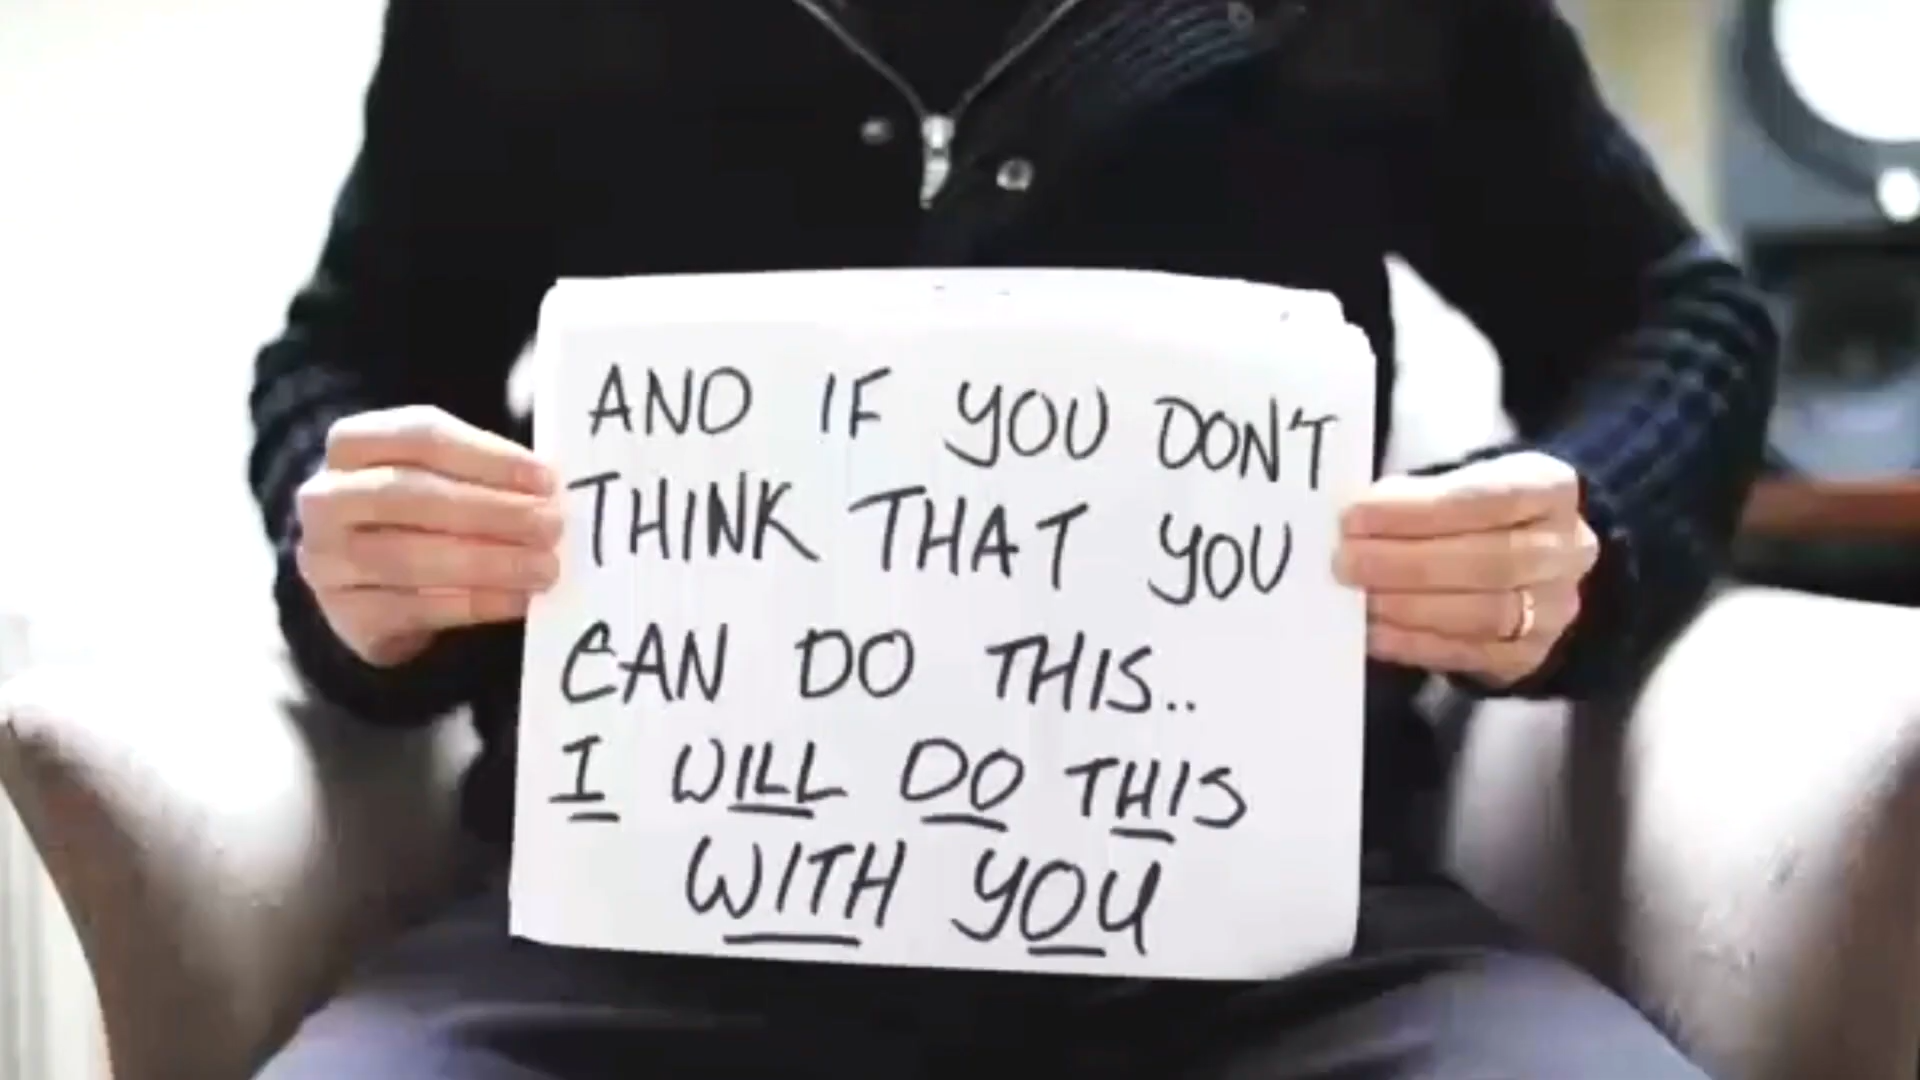 AND IF YOU DON'T
THINK THAT YOU
CAN DO THIS..
I WILL DO THIS
WITH YOU